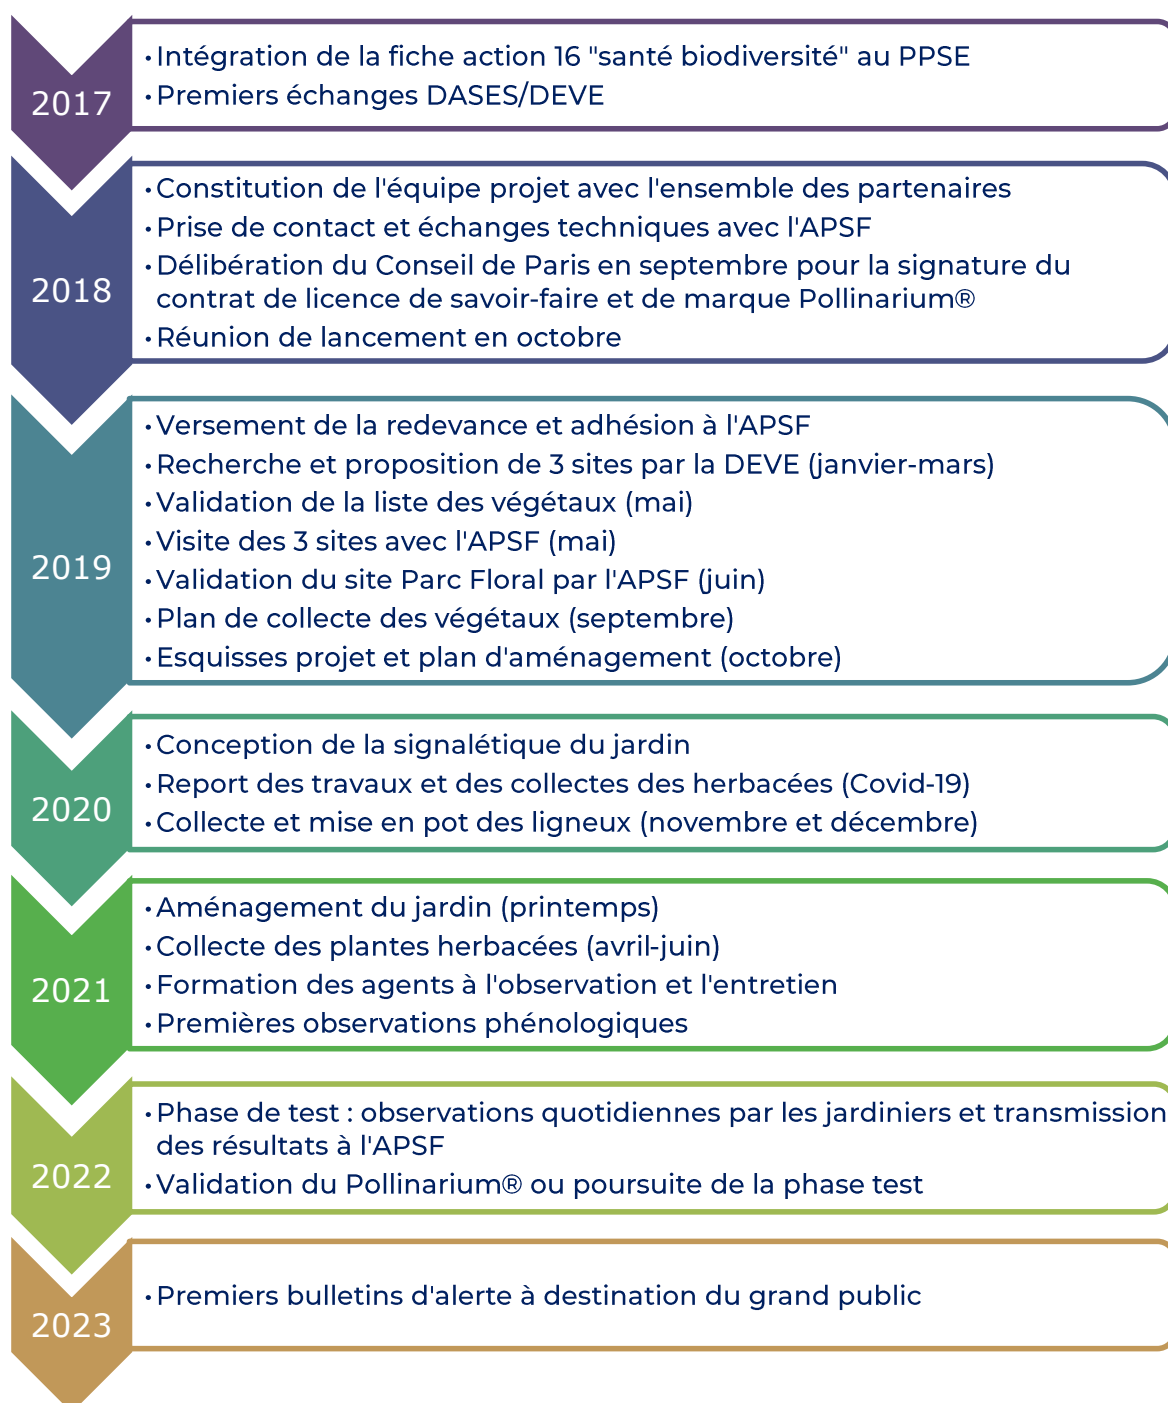 2017
• Intégration de la fiche action 16 "santé biodiversité" au PPSE
• Premiers échanges DASES/DEVE
2018
• Constitution de l'équipe projet avec l'ensemble des partenaires
• Prise de contact et échanges techniques avec l'APSF
• Délibération du Conseil de Paris en septembre pour la signature du
contrat de licence de savoir-faire et de marque Pollinarium®
• Réunion de lancement en octobre
2019
• Versement de la redevance et adhésion à l'APSF
• Recherche et proposition de 3 sites par la DEVE (janvier-mars)
• Validation de la liste des végétaux (mai)
• Visite des 3 sites avec l'APSF (mai)
• Validation du site Parc Floral par l'APSF (juin)
• Plan de collecte des végétaux (septembre)
• Esquisses projet et plan d'aménagement (octobre)
2020
• Conception de la signalétique du jardin
• Report des travaux et des collectes des herbacées (Covid-19)
• Collecte et mise en pot des ligneux (novembre et décembre)
2021
• Aménagement du jardin (printemps)
• Collecte des plantes herbacées (avril-juin)
• Formation des agents à l'observation et l'entretien
• Premières observations phénologiques
2022
• Phase de test : observations quotidiennes par les jardiniers et transmission
des résultats à l'APSF
• Validation du Pollinarium® ou poursuite de la phase test
2023
• Premiers bulletins d'alerte à destination du grand public